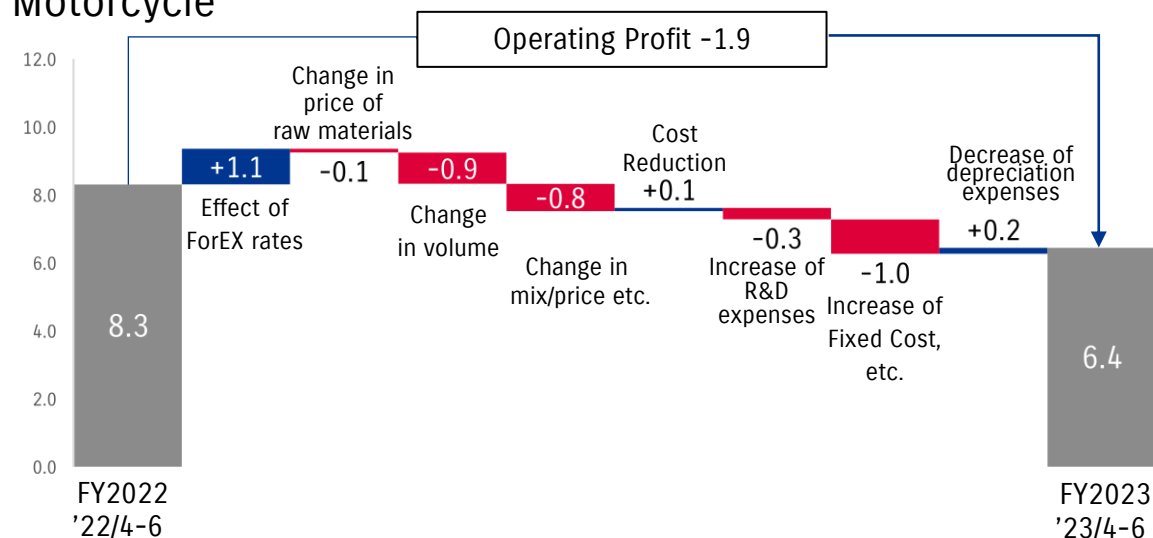 Motorcycle
Operating Profit -1.9
12.0
10.0
8.0
6.0
4.0
2.0
0.0
8.3
+1.1
Effect of
ForEX rates
Change in
price of
raw materials
-0.1
-0.9
Change
in volume
-0.8
Change in
mix/price etc.
Cost
Reduction
+0.1
-0.3
Increase of
R&D
expenses
-1.0
Increase of
Fixed Cost,
etc.
Decrease of
depreciation
expenses
+0.2
6.4
FY2022
’22/4-6
FY2023
’23/4-6